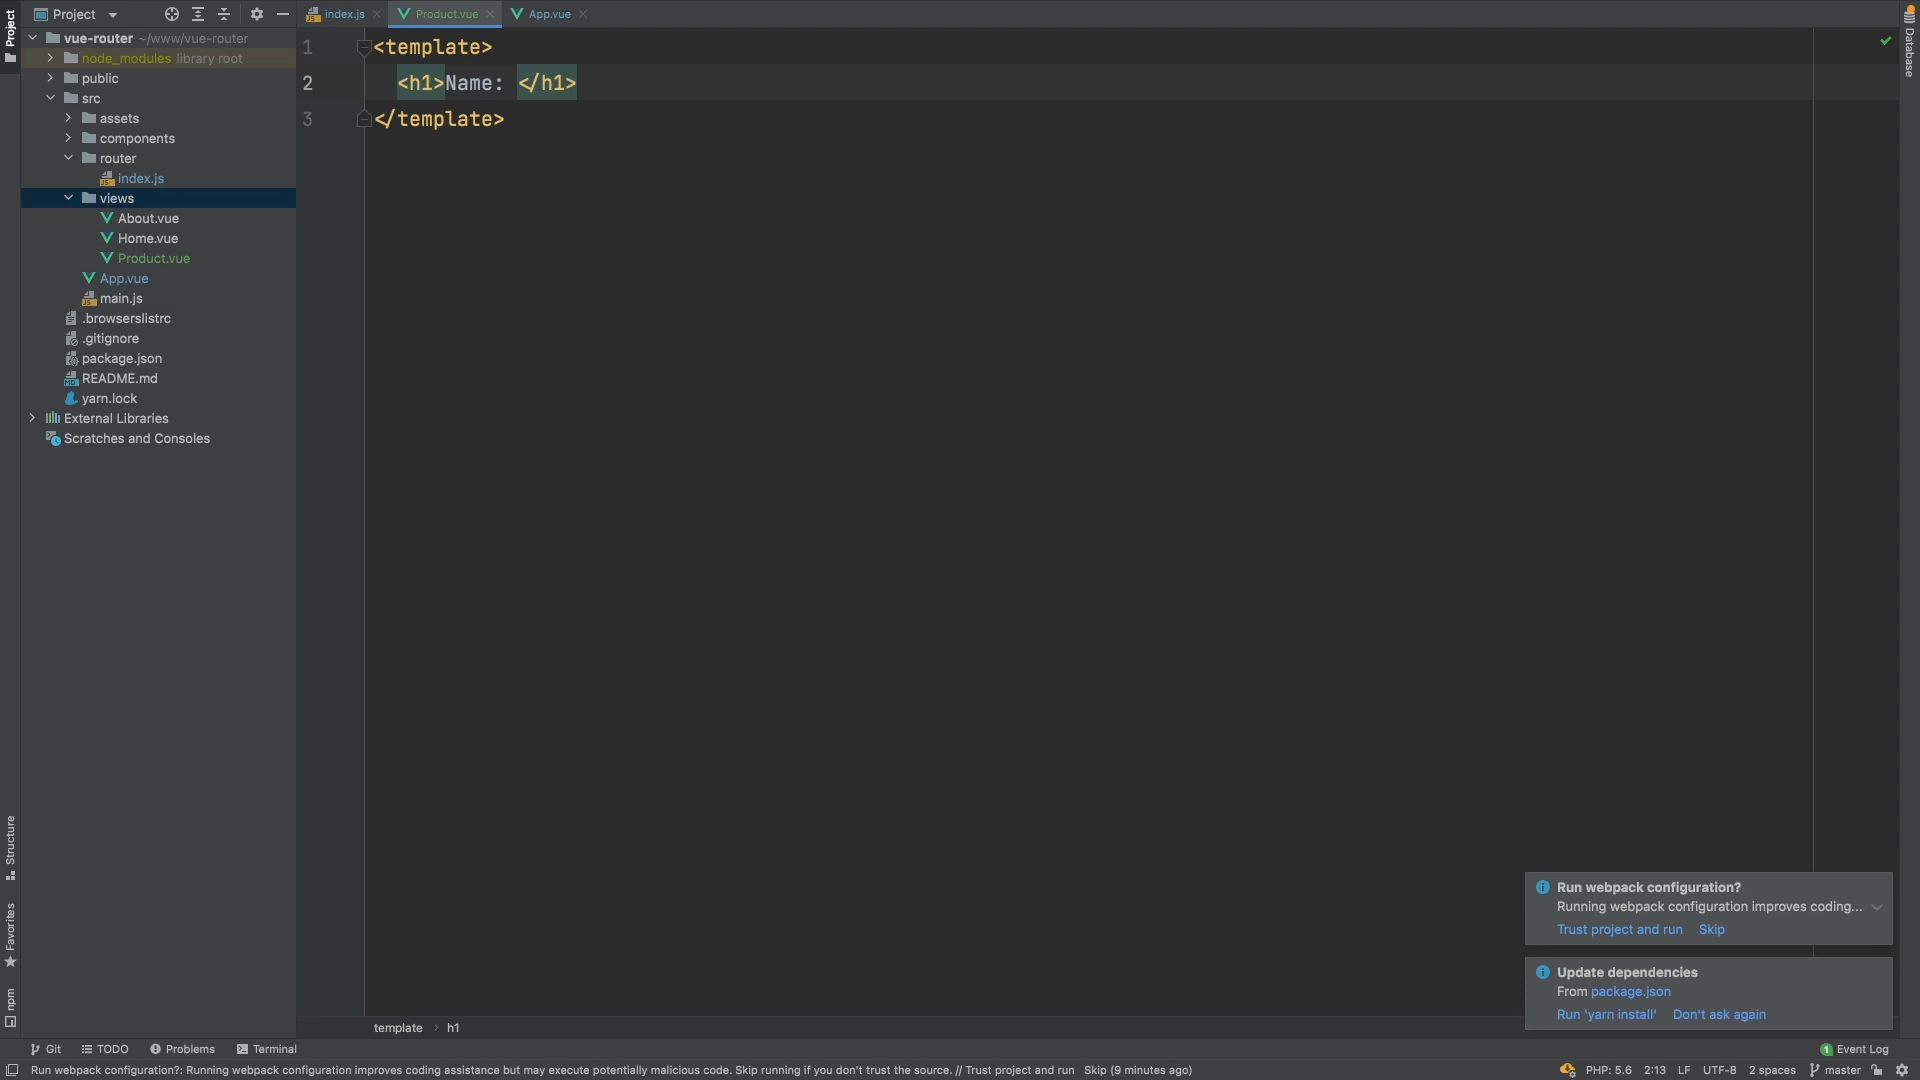 Project
Project
vue-router ~/www/vue-router
node_modules library root
public
src
assets
components
router
index.js
views
About.vue
Home.vue
Product.vue
App.vue
main.js
.browserslistrc
.gitignore
package.json
README.md
yarn.lock
External Libraries
Scratches and Consoles
Structure
Favorites
npm
index.js
Product.vue
App.vue
1 <template>
2 <h1>Name: </h1>
3 </template>
Database
Run webpack configuration?
Running webpack configuration improves coding...
Trust project and run Skip
Update dependencies
From package.json
Run 'yarn install' Don't ask again
template > h1
Git TODO Problems Terminal
1 Event Log
Run webpack configuration?: Running webpack configuration improves coding assistance but may execute potentially malicious code. Skip running if you don't trust the source. // Trust project and run Skip (9 minutes ago)
PHP: 5.6 2:13 LF UTF-8 2 spaces master